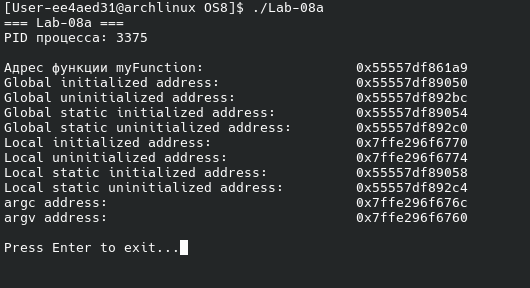 [User-ee4aed31@archlinux OS8]$ ./Lab-08a
=== Lab-08a ===
PID процесса: 3375
Адрес функции myFunction: 0x55557df861a9
Global initialized address: 0x55557df89050
Global uninitialized address: 0x55557df892bc
Global static initialized address: 0x55557df89054
Global static uninitialized address: 0x55557df892c0
Local initialized address: 0x7ffe296f6770
Local uninitialized address: 0x7ffe296f6774
Local static initialized address: 0x55557df89058
Local static uninitialized address: 0x55557df892c4
argc address: 0x7ffe296f676c
argv address: 0x7ffe296f6760
Press Enter to exit...